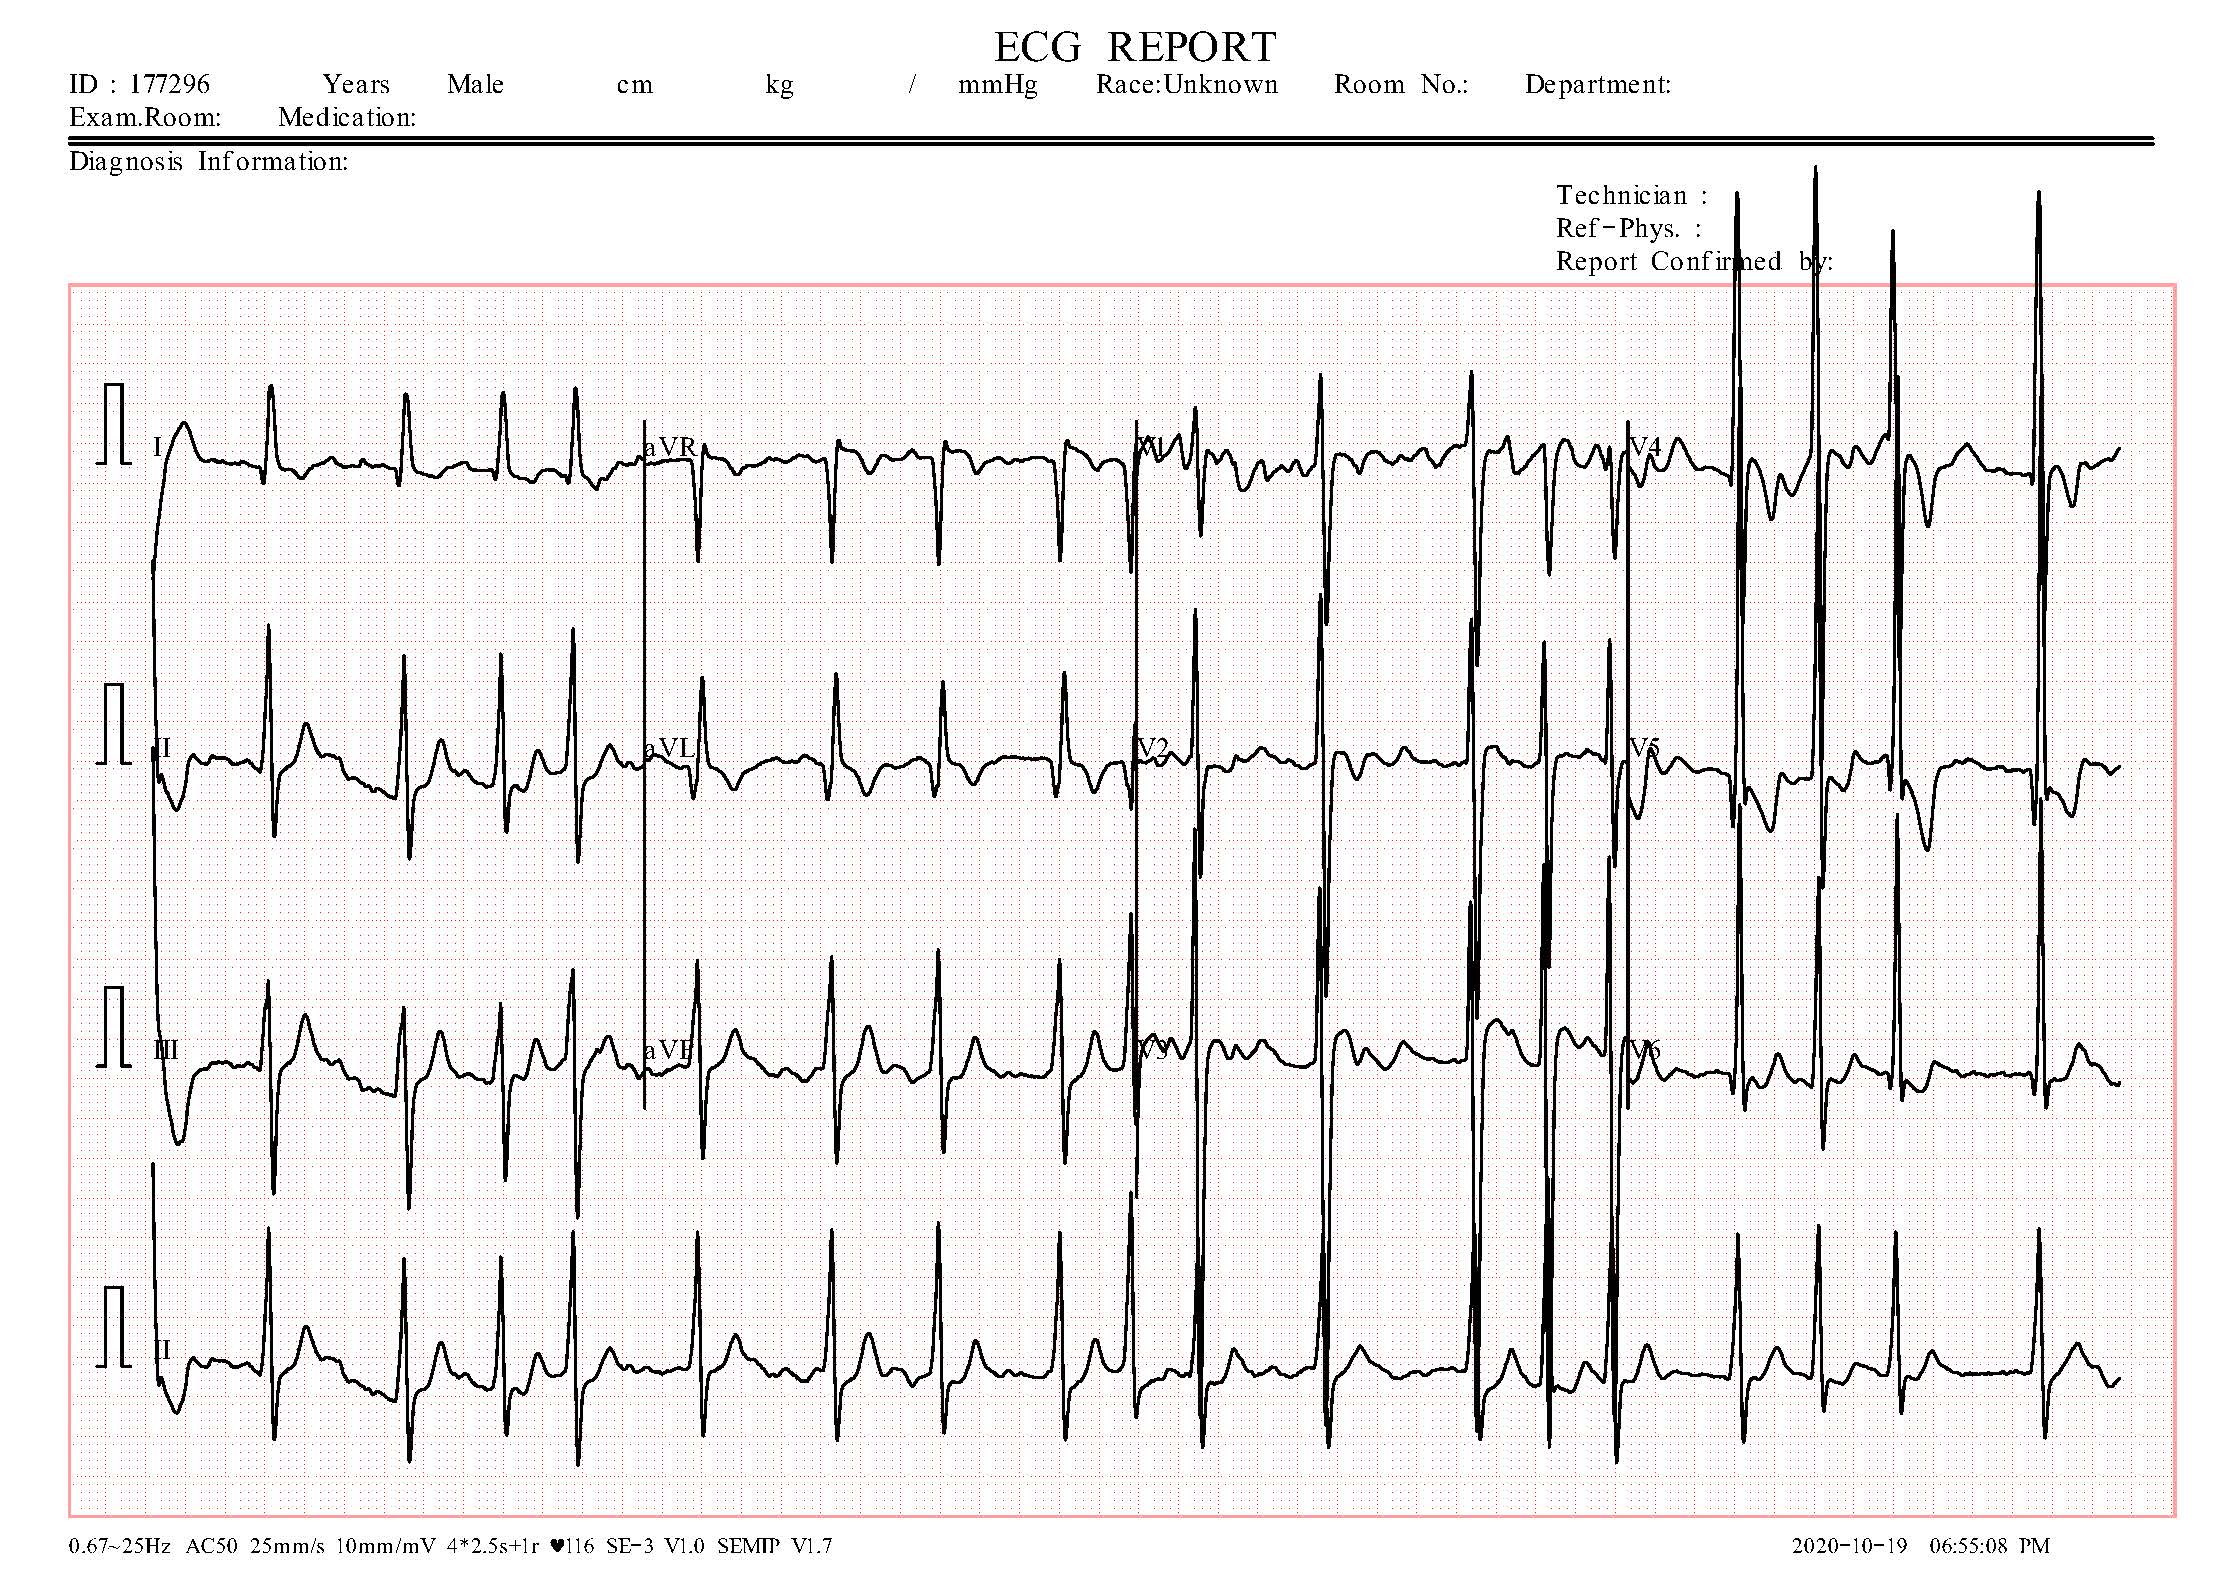 ECG REPORT
ID : 177296 Years Male cm kg / mmHg Race:Unknown Room No.: Department:
Exam.Room: Medication:
Diagnosis Information:
Technician :
Ref-Phys. :
Report Confirmed by:
I aVR V1 V4
II aVL V2 V5
III aVF V3 V6
II
0.67~25Hz AC50 25mm/s 10mm/mV 4*2.5s+1r ♥116 SE-3 V1.0 SEMIP V1.7
2020-10-19 06:55:08 PM